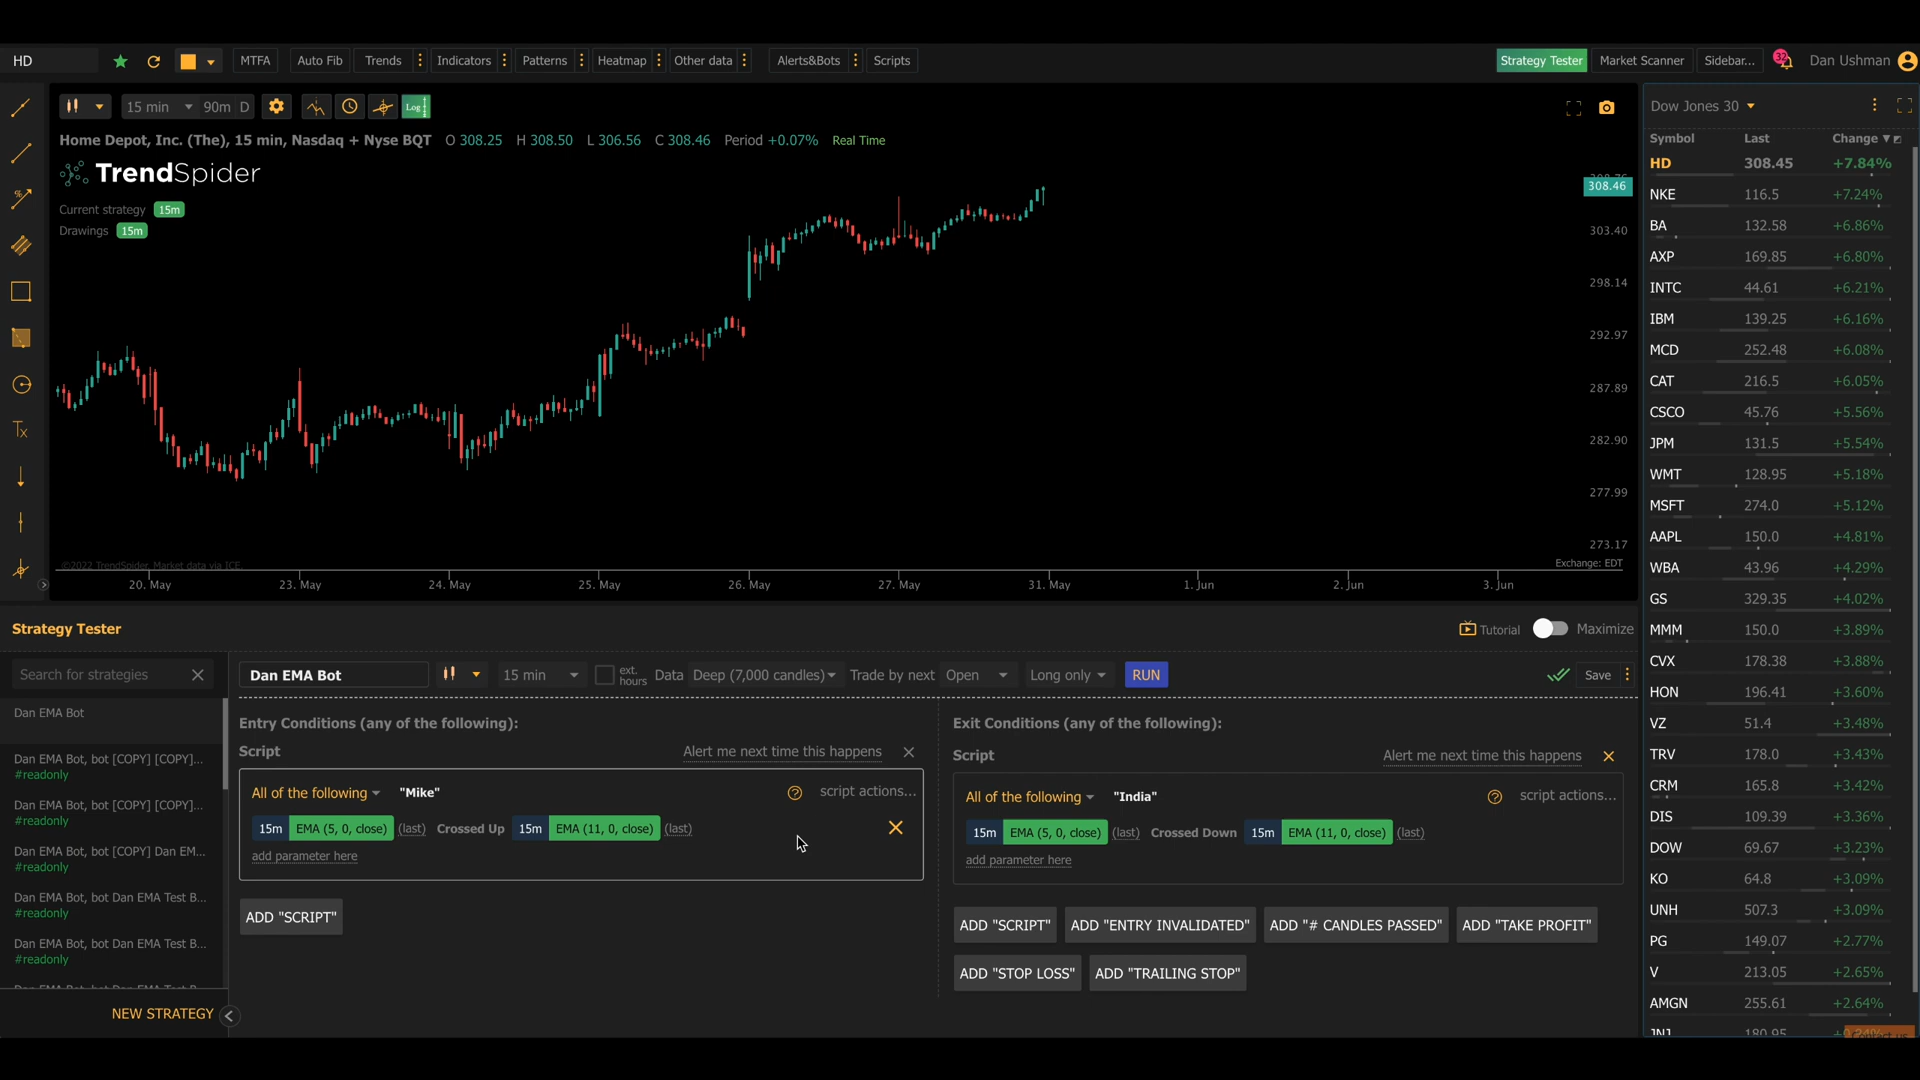 HD
MTFA
Auto Fib
Trends
Indicators
Patterns
Heatmap
Other data
Alerts&Bots
Scripts
Strategy Tester
Market Scanner
Sidebar...
32
Dan Ushman
15 min
90m
D
Log
Home Depot, Inc. (The), 15 min, Nasdaq + Nyse BQT O 308.25 H 308.50 L 306.56 C 308.46 Period +0.07% Real Time
TrendSpider
Current strategy 15m
Drawings 15m
308.46
303.40
298.14
292.97
287.89
282.90
277.99
273.17
©2022 TrendSpider. Market data via ICE.
Exchange: EDT
20. May 23. May 24. May 25. May 26. May 27. May 31. May 1. Jun 2. Jun 3. Jun
Dow Jones 30
Symbol Last Change
HD 308.45 +7.84%
NKE 116.5 +7.24%
BA 132.58 +6.86%
AXP 169.85 +6.80%
INTC 44.61 +6.21%
IBM 139.25 +6.16%
MCD 252.48 +6.08%
CAT 216.5 +6.05%
CSCO 45.76 +5.56%
JPM 131.5 +5.54%
WMT 128.95 +5.18%
MSFT 274.0 +5.12%
AAPL 150.0 +4.81%
WBA 43.96 +4.29%
GS 329.35 +4.02%
MMM 150.0 +3.89%
CVX 178.38 +3.88%
HON 196.41 +3.60%
VZ 51.4 +3.48%
TRV 178.0 +3.43%
CRM 165.8 +3.42%
DIS 109.39 +3.36%
DOW 69.67 +3.23%
KO 64.8 +3.09%
UNH 507.3 +3.09%
PG 149.07 +2.77%
V 213.05 +2.65%
AMGN 255.61 +2.64%
JNJ 180.95
Strategy Tester
Tutorial
Maximize
Search for strategies
Dan EMA Bot
Dan EMA Bot, bot [COPY] [COPY]...
#readonly
Dan EMA Bot, bot [COPY] [COPY]...
#readonly
Dan EMA Bot, bot [COPY] Dan EM...
#readonly
Dan EMA Bot, bot Dan EMA Test B...
#readonly
Dan EMA Bot, bot Dan EMA Test B...
#readonly
Dan EMA Bot, bot Dan EMA Test B...
NEW STRATEGY
Dan EMA Bot
15 min
ext. hours
Data Deep (7,000 candles)
Trade by next Open
Long only
RUN
Save
Entry Conditions (any of the following):
Script
Alert me next time this happens
All of the following "Mike"
script actions...
15m EMA (5, 0, close) (last) Crossed Up 15m EMA (11, 0, close) (last)
add parameter here
ADD "SCRIPT"
Exit Conditions (any of the following):
Script
Alert me next time this happens
All of the following "India"
script actions...
15m EMA (5, 0, close) (last) Crossed Down 15m EMA (11, 0, close) (last)
add parameter here
ADD "SCRIPT"
ADD "ENTRY INVALIDATED"
ADD "# CANDLES PASSED"
ADD "TAKE PROFIT"
ADD "STOP LOSS"
ADD "TRAILING STOP"